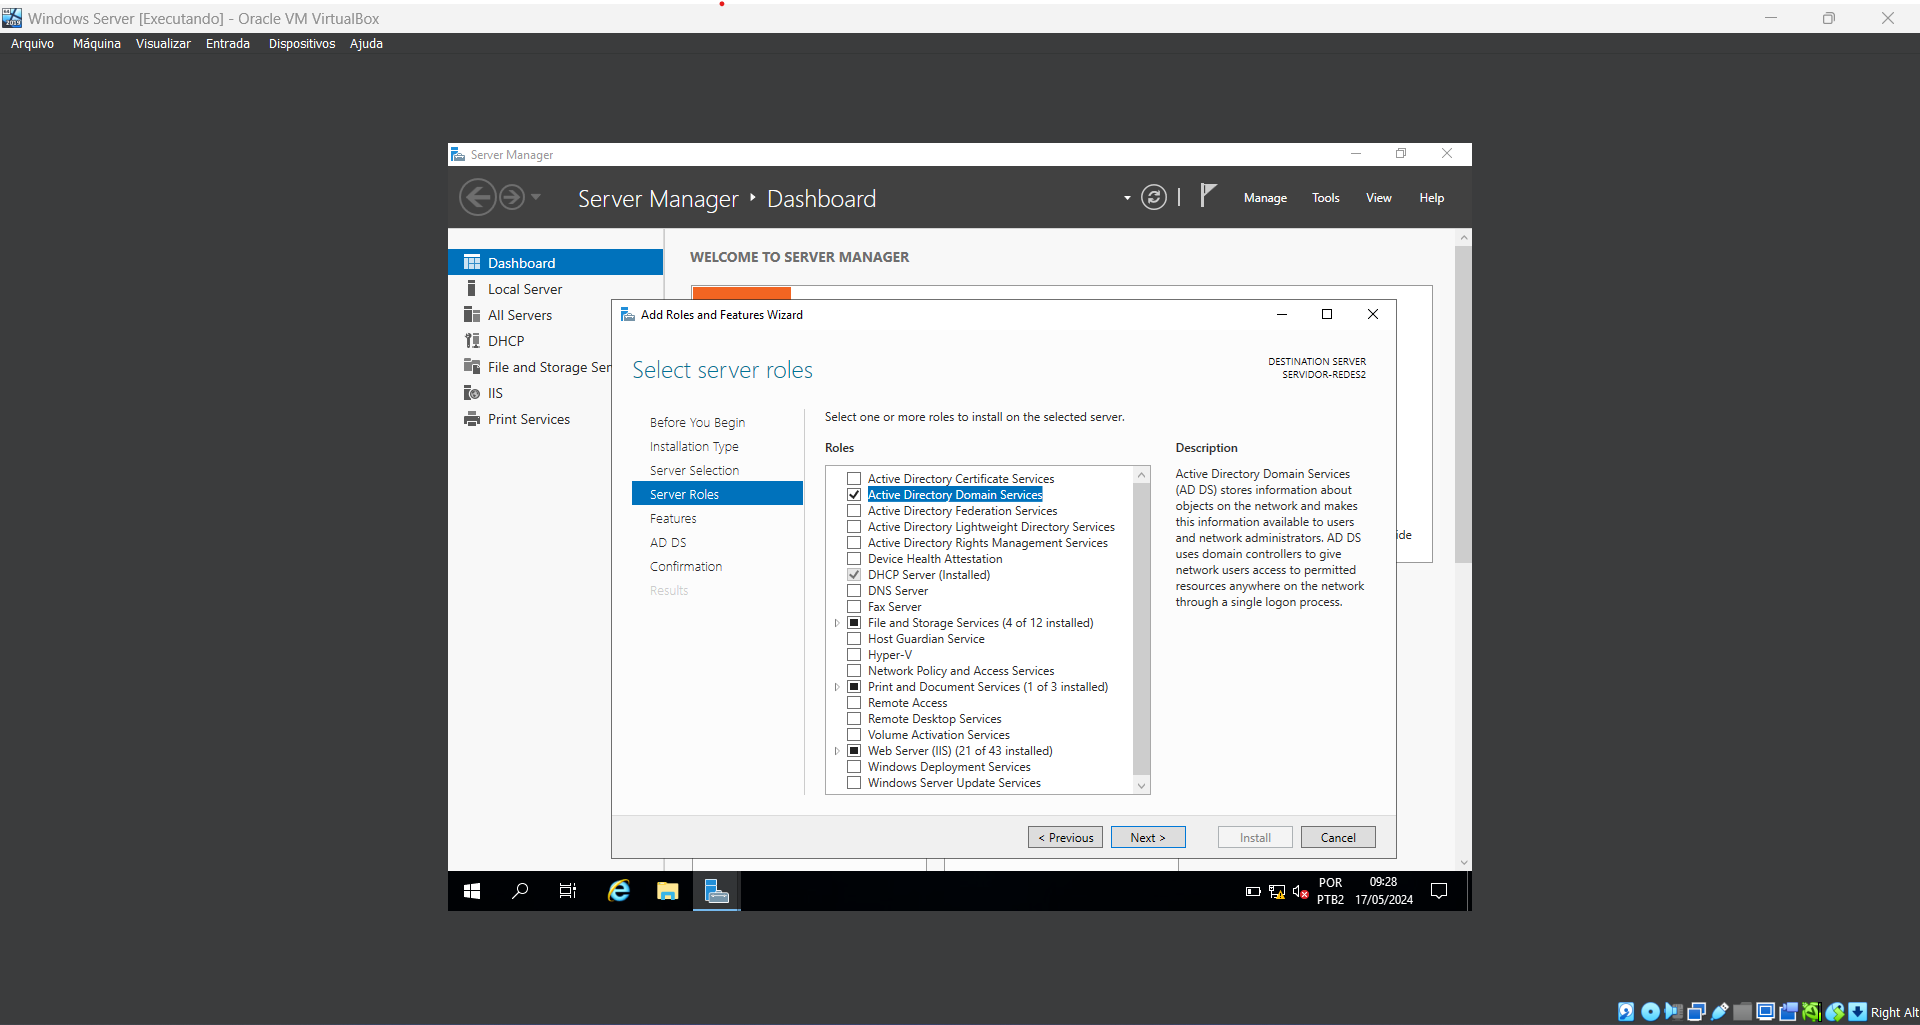 Windows Server [Executando] - Oracle VM VirtualBox
Arquivo Máquina Visualizar Entrada Dispositivos Ajuda
Server Manager
Server Manager ‣ Dashboard
Manage Tools View Help
Dashboard
Local Server
All Servers
DHCP
File and Storage Ser
IIS
Print Services
WELCOME TO SERVER MANAGER
Add Roles and Features Wizard
Select server roles
DESTINATION SERVER
SERVIDOR-REDES2
Before You Begin
Installation Type
Server Selection
Server Roles
Features
AD DS
Confirmation
Results
Select one or more roles to install on the selected server.
Roles
Active Directory Certificate Services
Active Directory Domain Services
Active Directory Federation Services
Active Directory Lightweight Directory Services
Active Directory Rights Management Services
Device Health Attestation
DHCP Server (Installed)
DNS Server
Fax Server
File and Storage Services (4 of 12 installed)
Host Guardian Service
Hyper-V
Network Policy and Access Services
Print and Document Services (1 of 3 installed)
Remote Access
Remote Desktop Services
Volume Activation Services
Web Server (IIS) (21 of 43 installed)
Windows Deployment Services
Windows Server Update Services
Description
Active Directory Domain Services
(AD DS) stores information about
objects on the network and makes
this information available to users
and network administrators. AD DS
uses domain controllers to give
network users access to permitted
resources anywhere on the network
through a single logon process.
ide
< Previous
Next >
Install
Cancel
POR
PTB2
09:28
17/05/2024
Right Alt